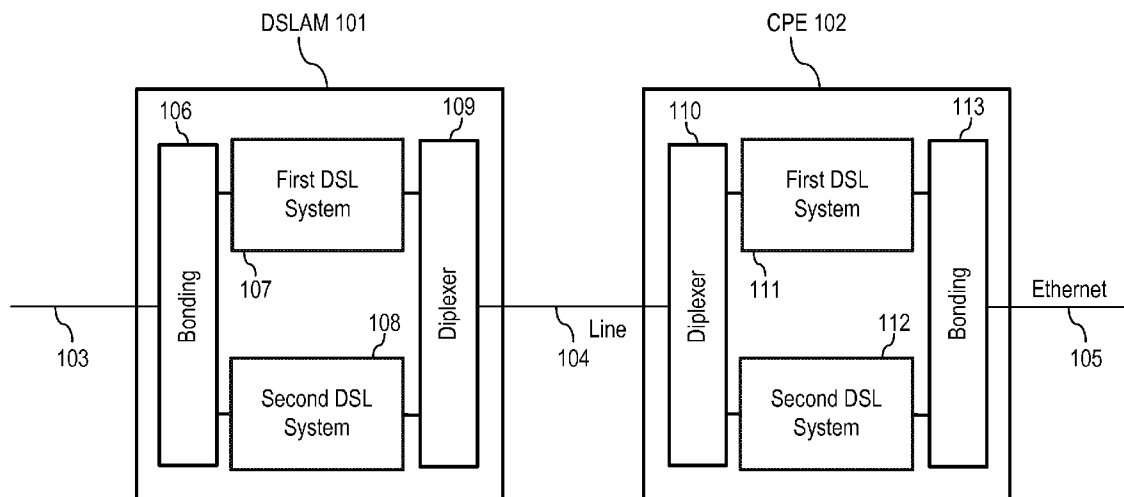 DSLAM 101
CPE 102
106
109
110
113
First DSL
System
First DSL
System
107
111
Bonding
Diplexer
Diplexer
Bonding
103
104
Line
Ethernet
105
108
112
Second DSL
System
Second DSL
System